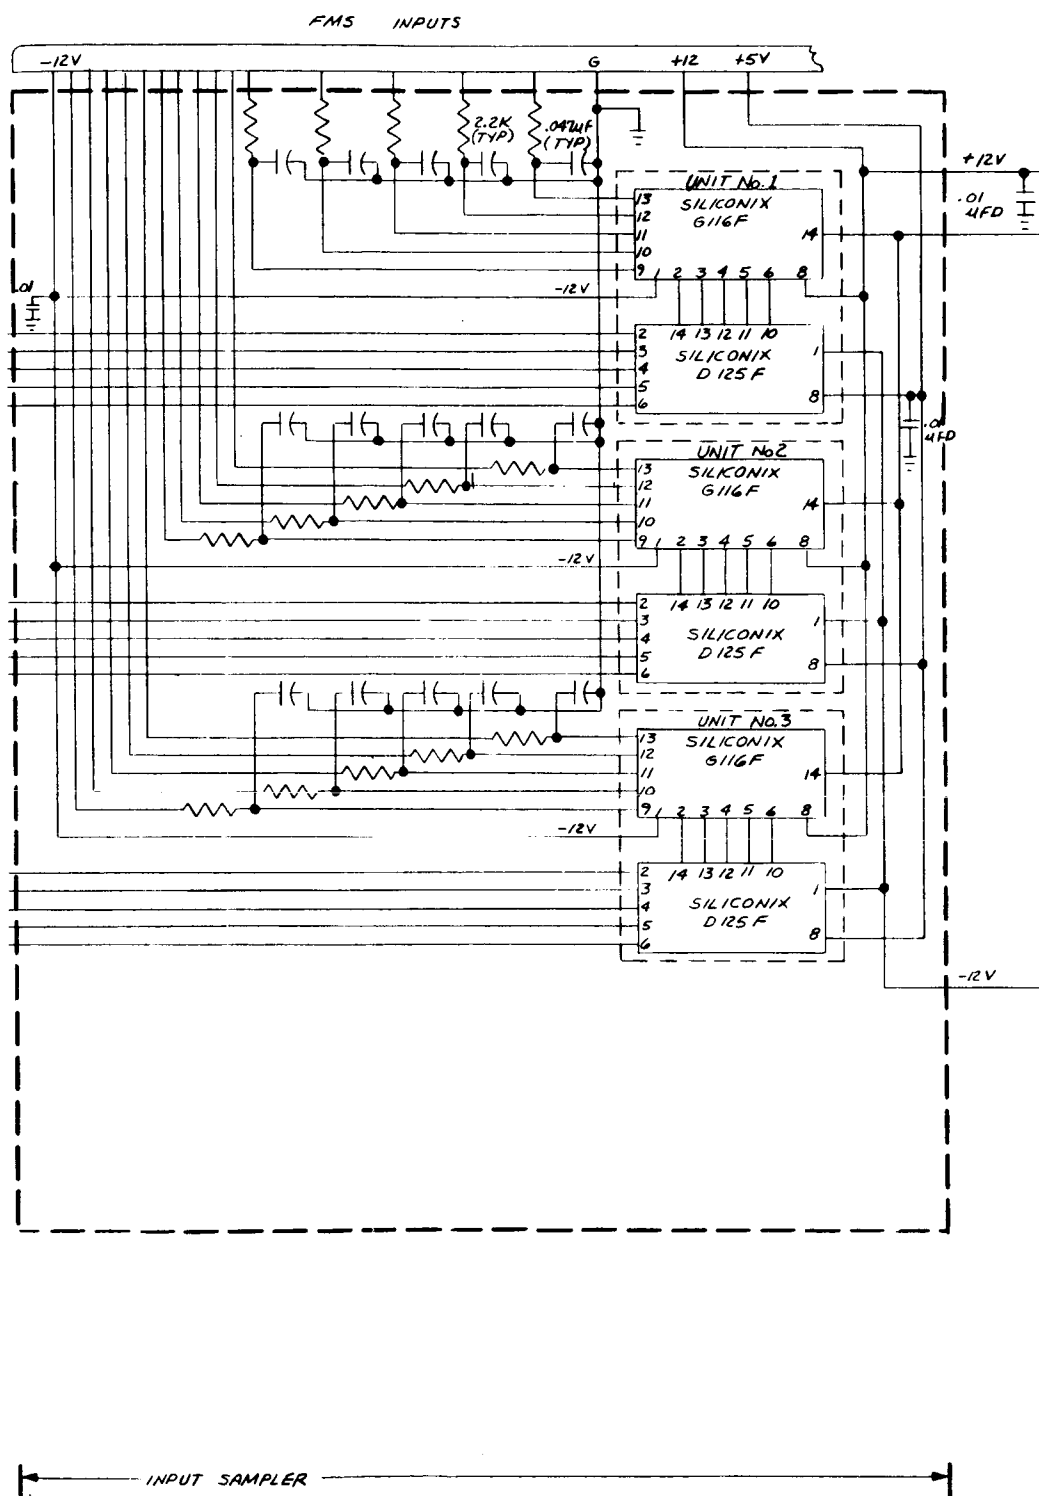 FMS INPUTS
-12V G +12 +5V
2.2K (TYP) .047µF (TYP)
+12V
.01 µFD
UNIT No.1
SILICONIX
G116F
13
12
11
10
9
14
1 2 3 4 5 6 8
-12V
.01
14 13 12 11 10
SILICONIX
D125F
2
3
4
5
6
1
8
.01 µFD
UNIT No2
SILICONIX
G116F
13
12
11
10
9
14
1 2 3 4 5 6 8
-12V
14 13 12 11 10
SILICONIX
D125F
2
3
4
5
6
1
8
UNIT No.3
SILICONIX
G116F
13
12
11
10
9
14
1 2 3 4 5 6 8
-12V
14 13 12 11 10
SILICONIX
D125F
2
3
4
5
6
1
8
-12V
INPUT SAMPLER